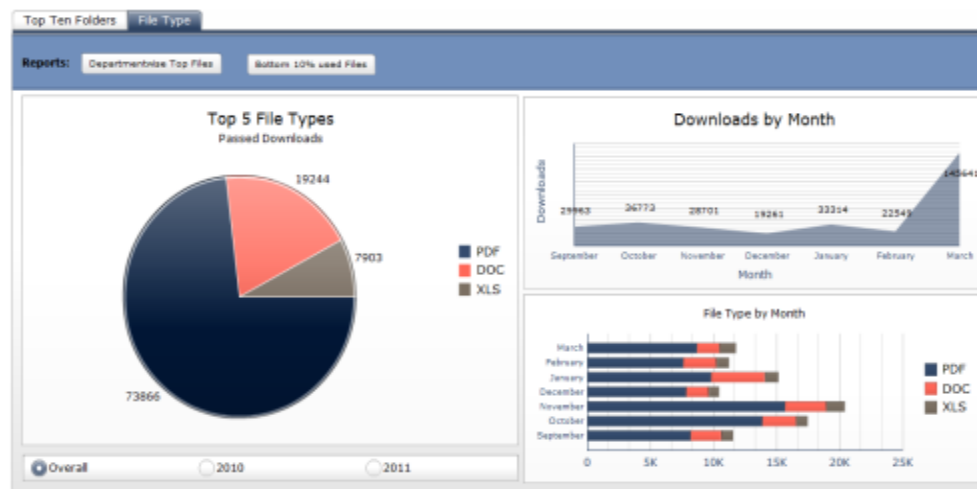 Top Ten Folders File Type
Reports: Departmentwise Top Files Bottom 10% used Files
Top 5 File Types
Passed Downloads
19244
7903
73866
PDF
DOC
XLS
Overall 2010 2011
Downloads by Month
Downloads
29963 36773 28701 19261 33314 22549 145641
September October November December January February March
Month
File Type by Month
March
February
January
December
November
October
September
0 5K 10K 15K 20K 25K
PDF
DOC
XLS